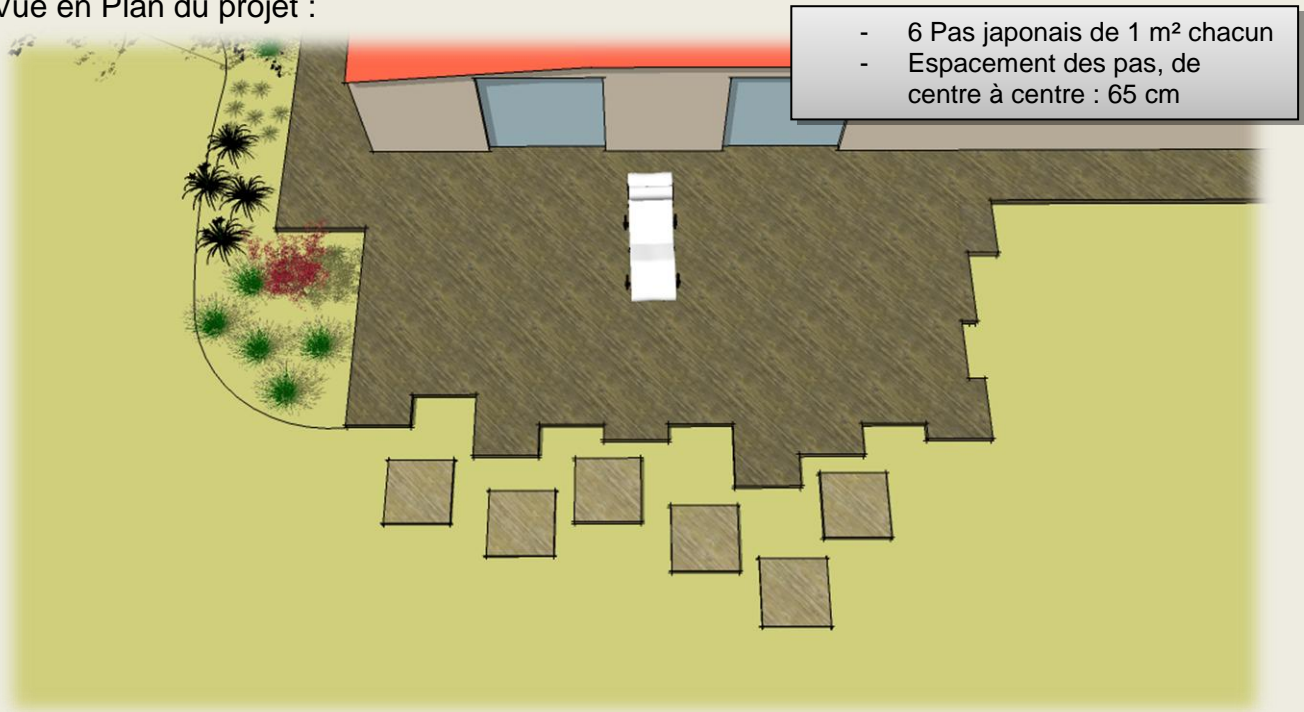 Vue en Plan du projet :
- 6 Pas japonais de 1 m² chacun
- Espacement des pas, de
centre à centre : 65 cm